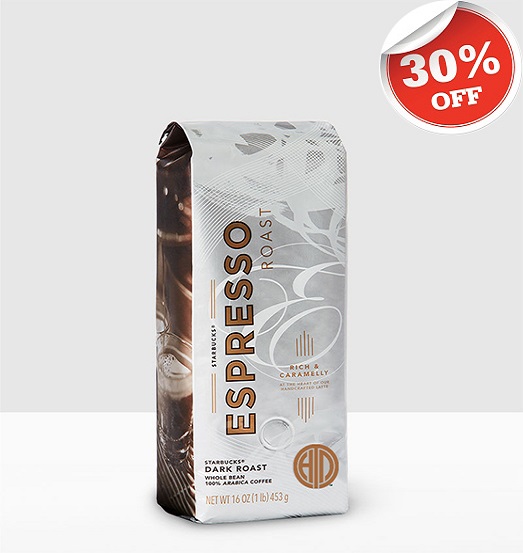 30%
OFF
ESPRESSO
ROAST
STARBUCKS®
RICH &
CARAMELLY
AT THE HEART OF OUR
HANDCRAFTED LATTE
STARBUCKS®
DARK ROAST
WHOLE BEAN
100% ARABICA COFFEE
NET WT 16 OZ (1 lb) 453 g